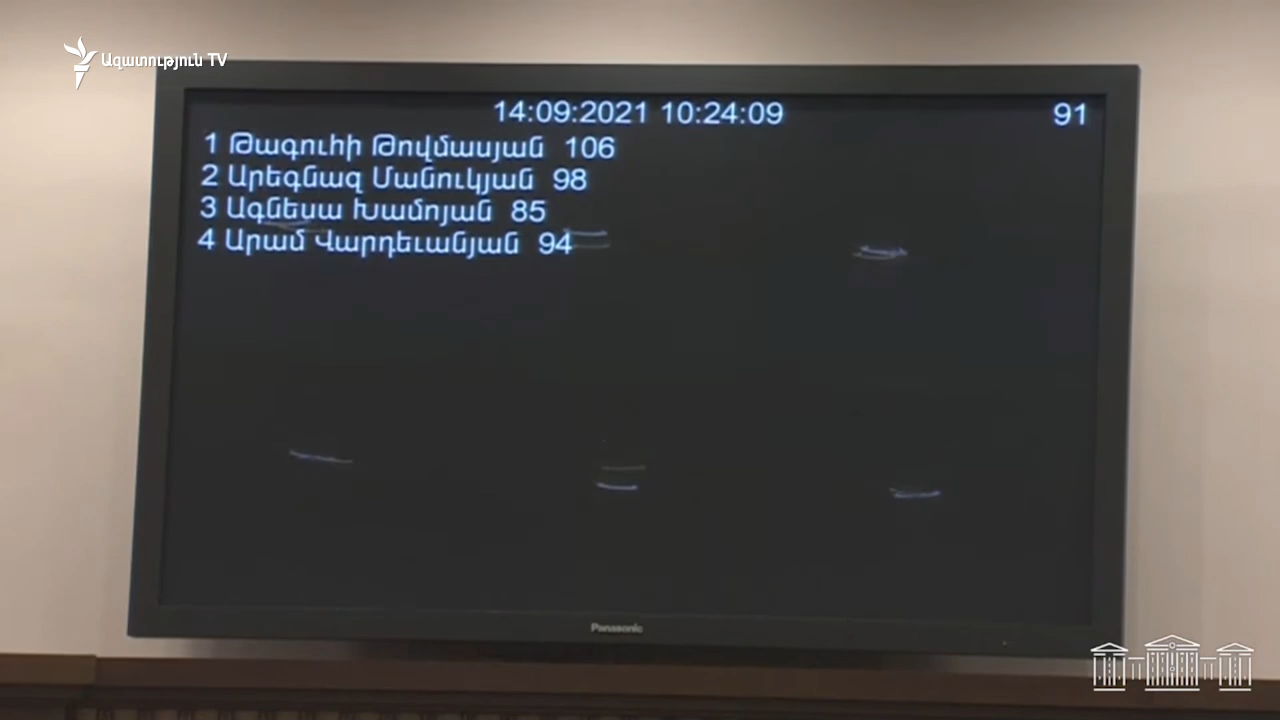 Ազատություն TV
14:09:2021 10:24:09 91
1 Թագուհի Թովմասյան 106
2 Արեգնազ Մանուկյան 98
3 Ագնեսա Խամոյան 85
4 Արամ Վարդեւանյան 94
Panasonic